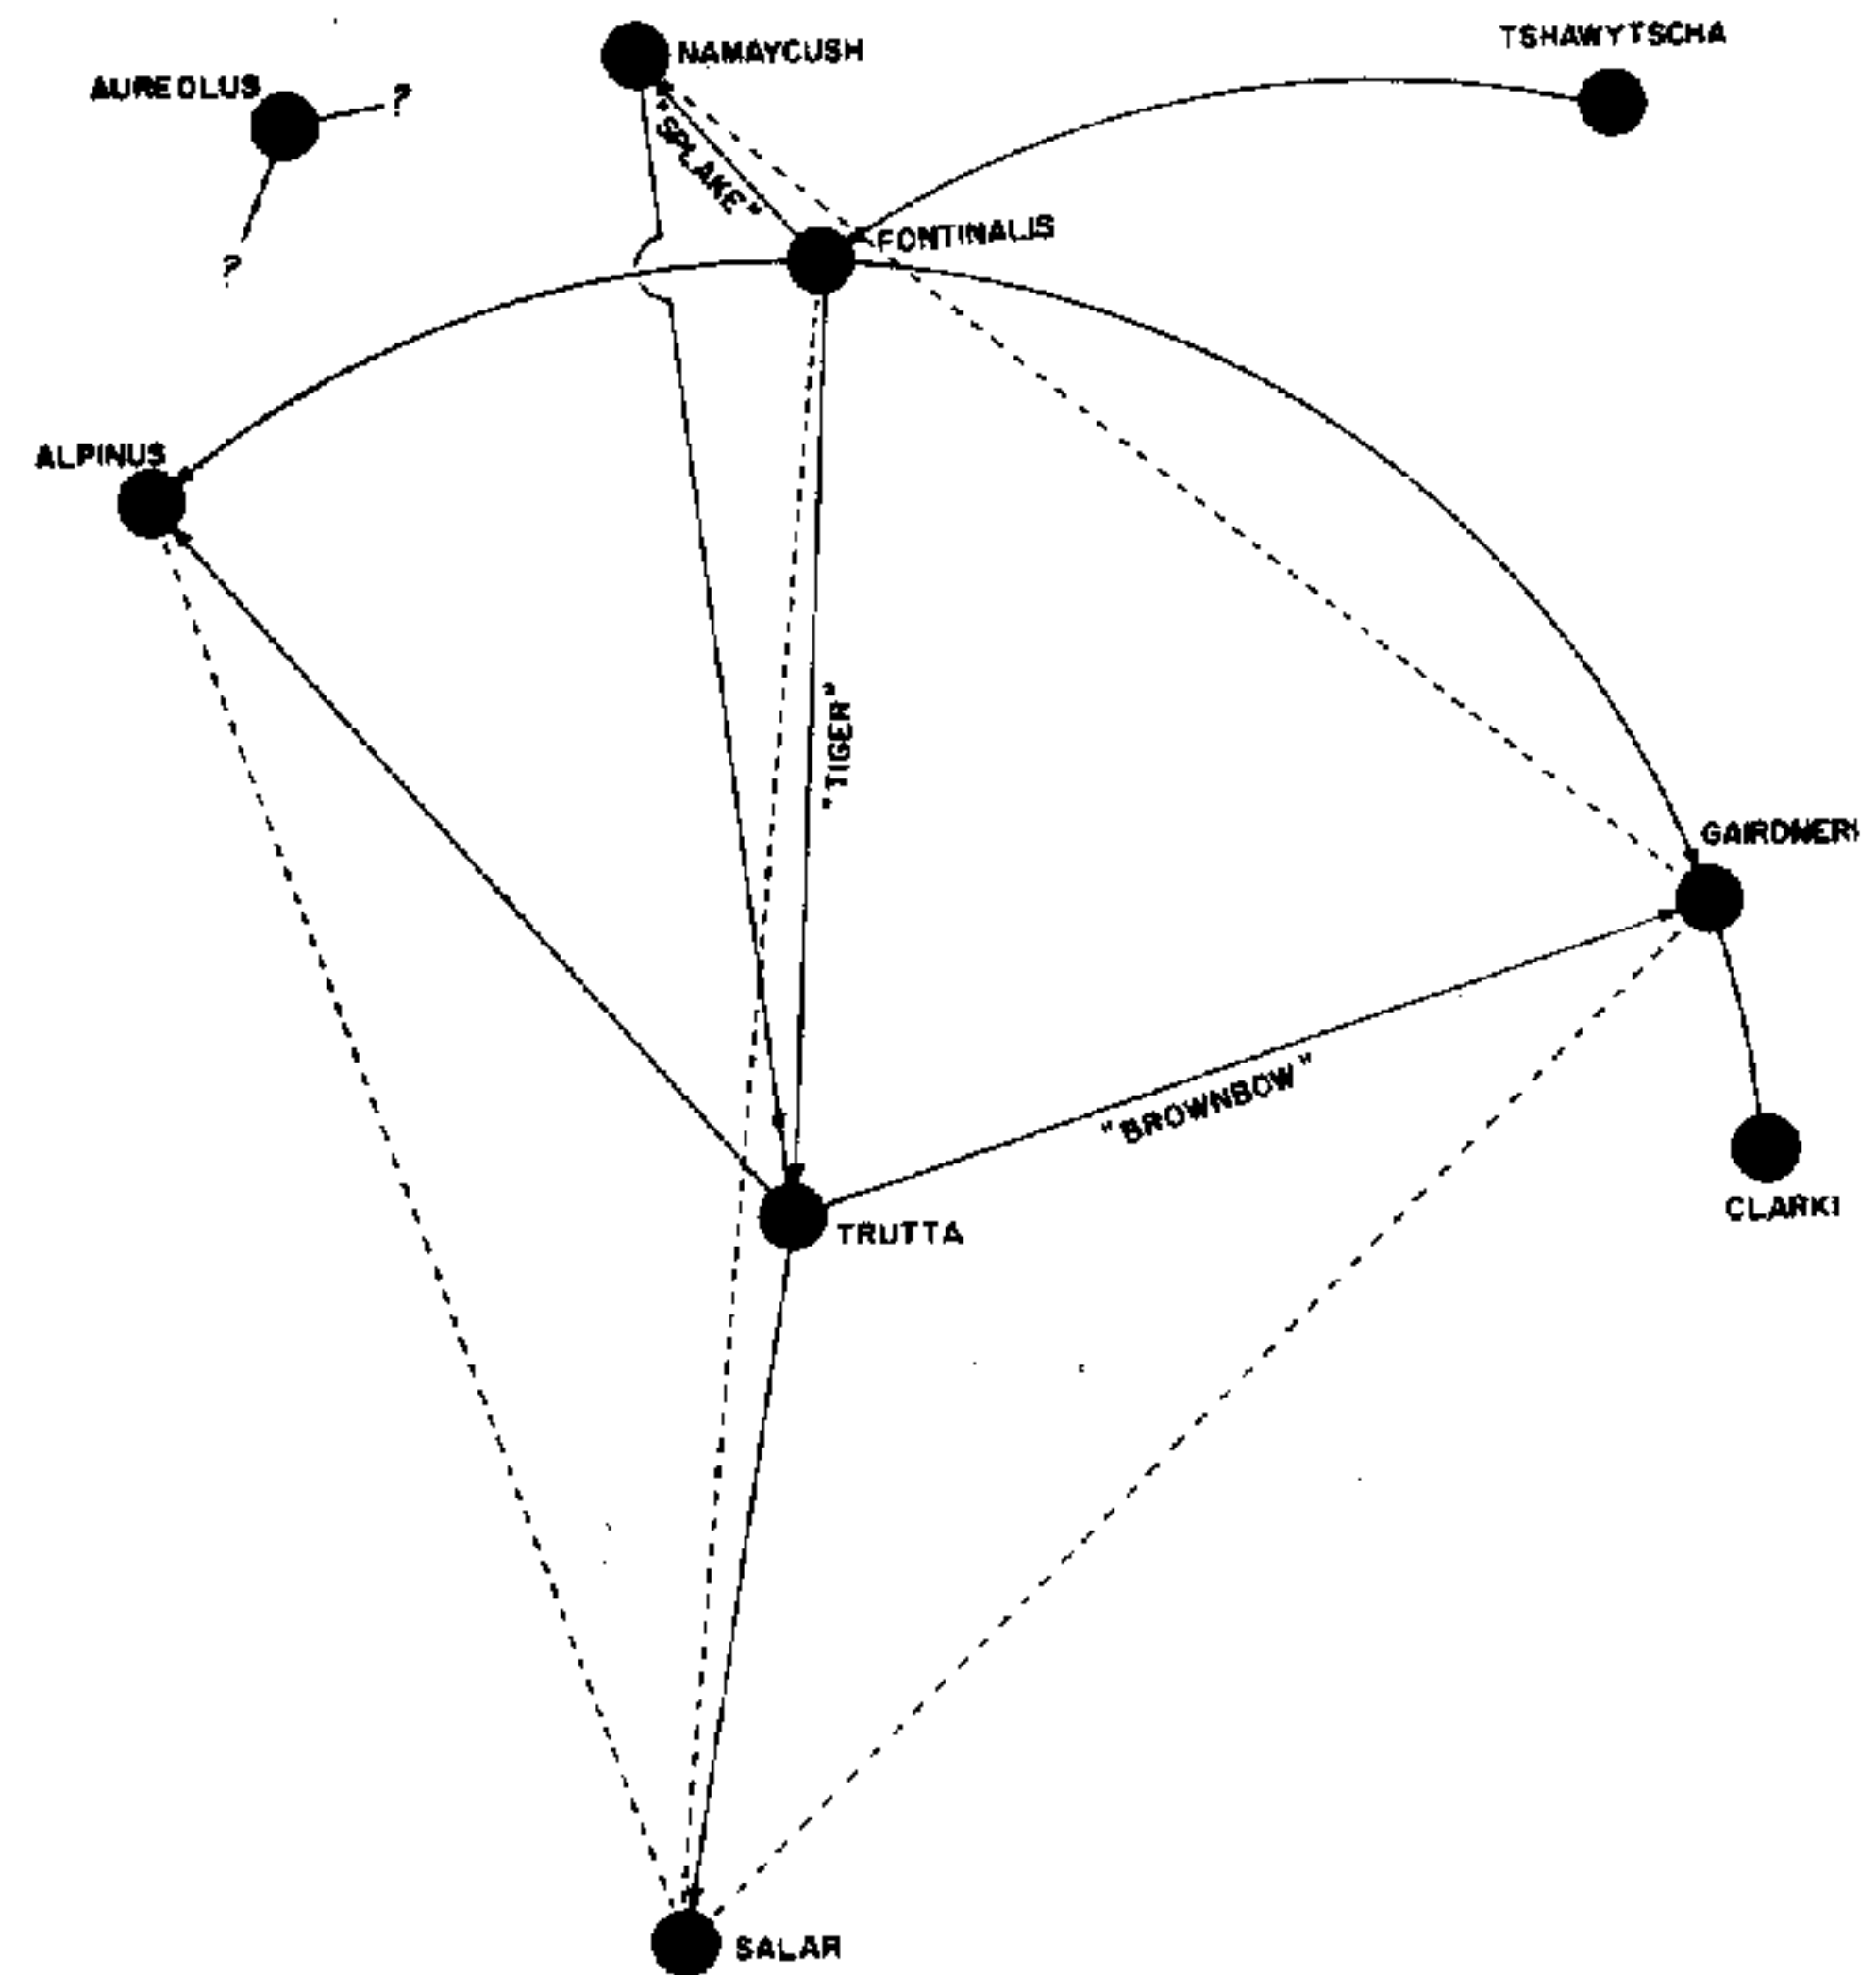 TSHAWYTSCHA
NAMAYCUSH
AUREOLUS
?
"SPLAKE"
FONTINALIS
?
ALPINUS
"TIGER"
GAIRDNERI
"BROWNBOW"
CLARKI
TRUTTA
SALAR